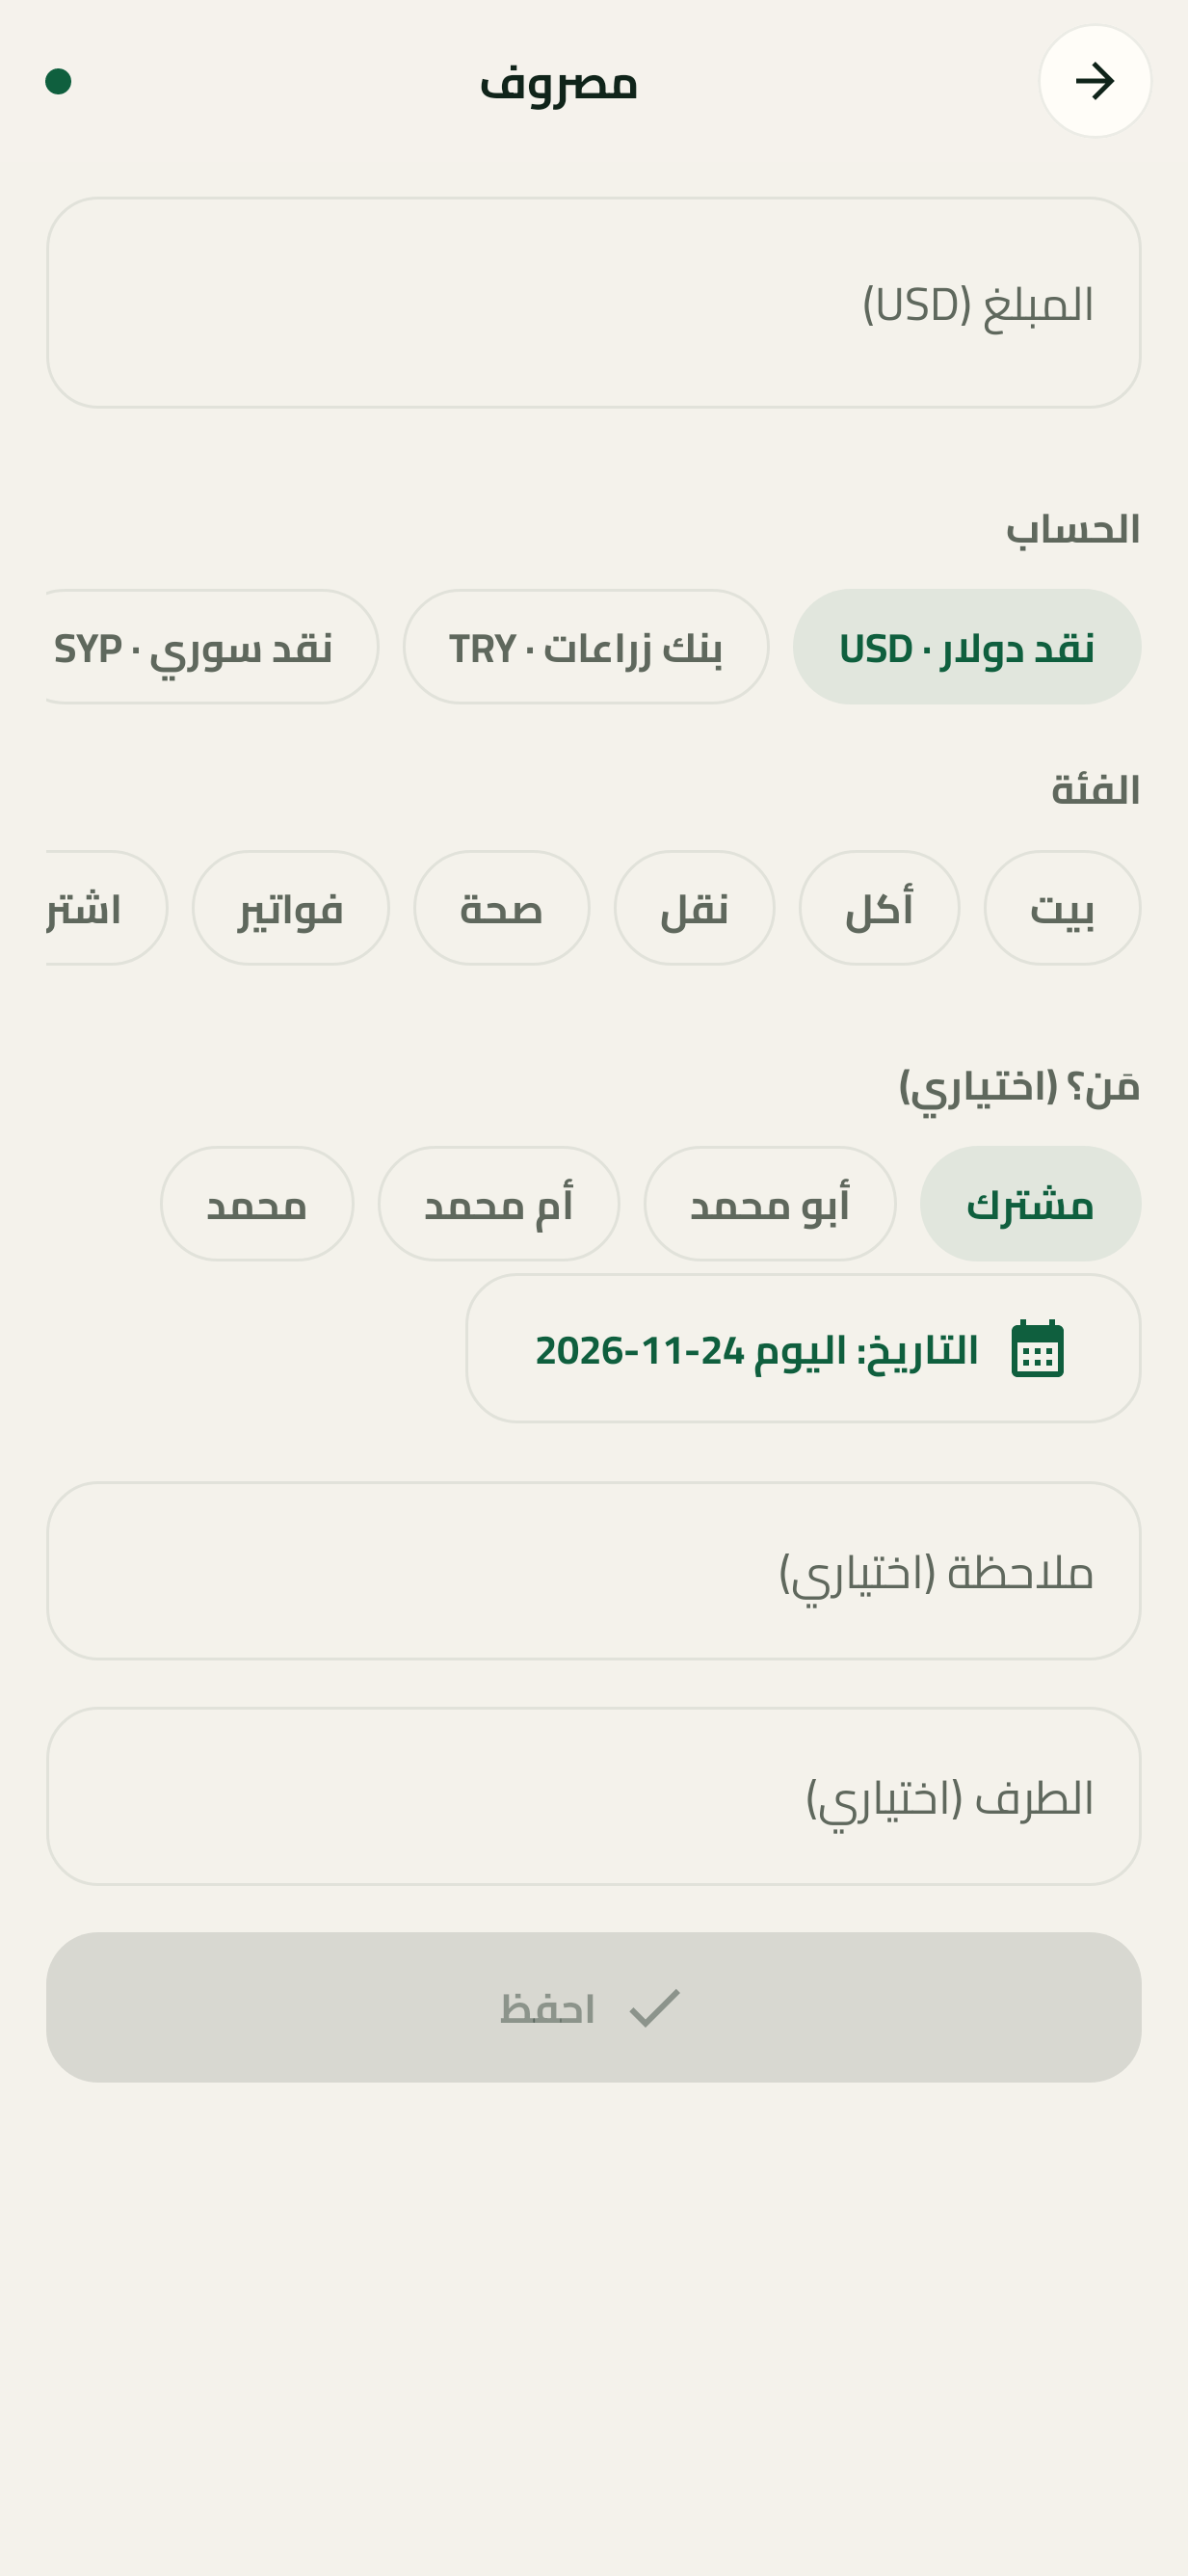 مصروف
المبلغ (USD)
الحساب
نقد دولار · USD
بنك زراعات · TRY
نقد سوري · SYP
الفئة
بيت
أكل
نقل
صحة
فواتير
اشتر
مَن؟ (اختياري)
مشترك
أبو محمد
أم محمد
محمد
التاريخ: اليوم 24-11-2026
ملاحظة (اختياري)
الطرف (اختياري)
احفظ